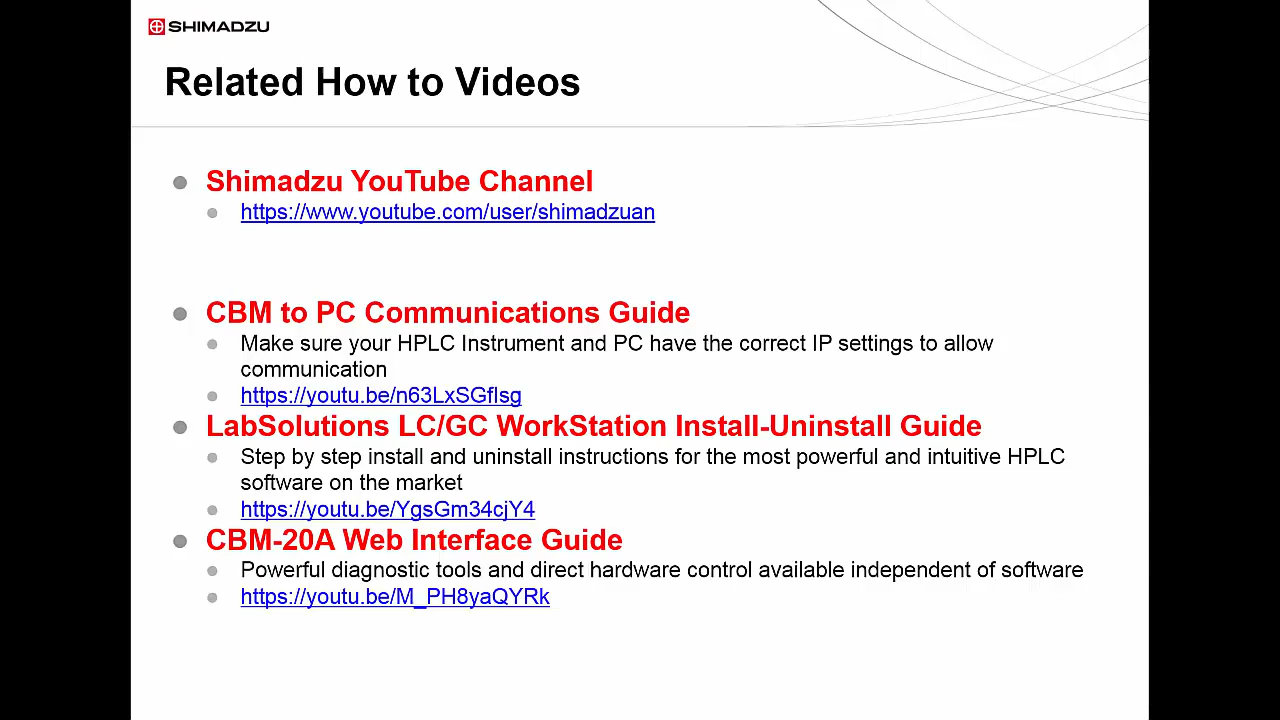 SHIMADZU
Related How to Videos
Shimadzu YouTube Channel
https://www.youtube.com/user/shimadzuan
CBM to PC Communications Guide
Make sure your HPLC Instrument and PC have the correct IP settings to allow
communication
https://youtu.be/n63LxSGflsg
LabSolutions LC/GC WorkStation Install-Uninstall Guide
Step by step install and uninstall instructions for the most powerful and intuitive HPLC
software on the market
https://youtu.be/YgsGm34cjY4
CBM-20A Web Interface Guide
Powerful diagnostic tools and direct hardware control available independent of software
https://youtu.be/M_PH8yaQYRk